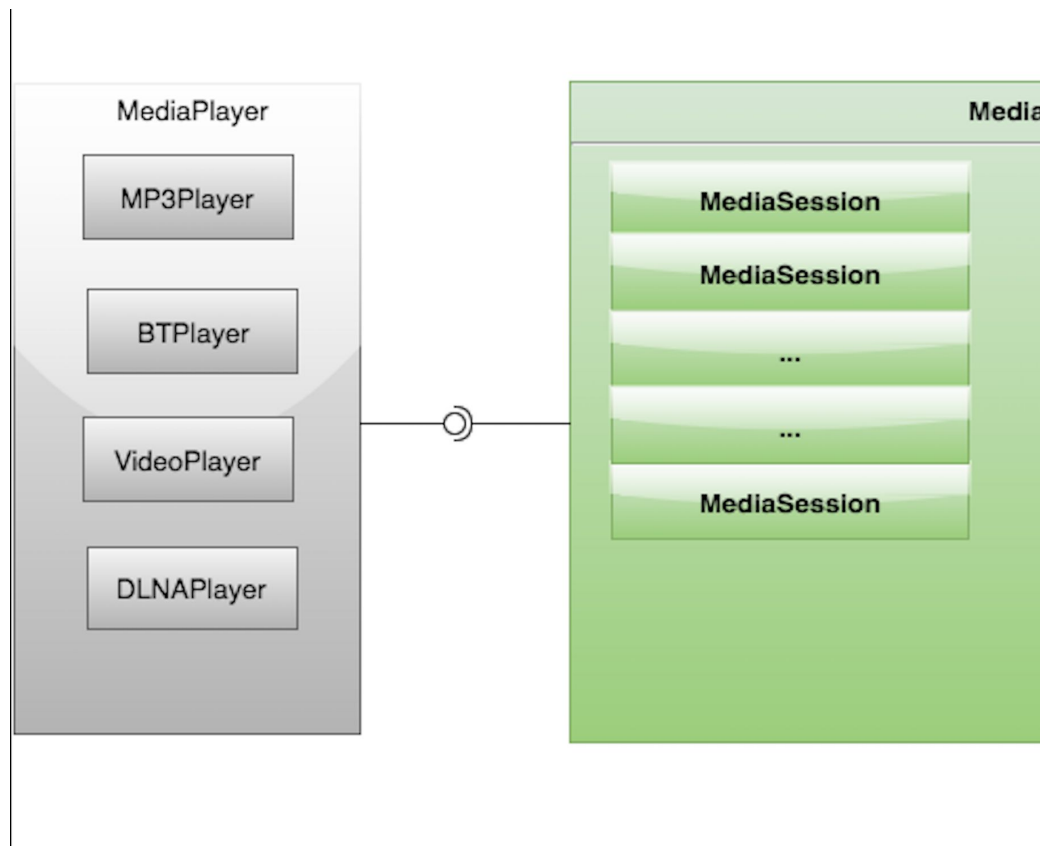 MediaPlayer
MP3Player
BTPlayer
VideoPlayer
DLNAPlayer
Media
MediaSession
MediaSession
...
...
MediaSession